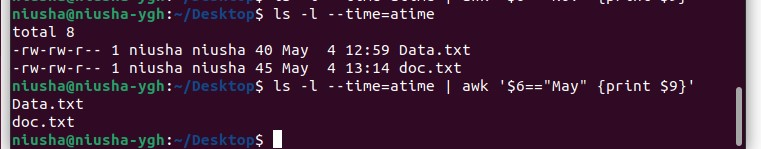 niusha@niusha-ygh:~/Desktop$ ls -l --time=atime
total 8
-rw-rw-r-- 1 niusha niusha 40 May  4 12:59 Data.txt
-rw-rw-r-- 1 niusha niusha 45 May  4 13:14 doc.txt
niusha@niusha-ygh:~/Desktop$ ls -l --time=atime | awk '$6=="May" {print $9}'
Data.txt
doc.txt
niusha@niusha-ygh:~/Desktop$